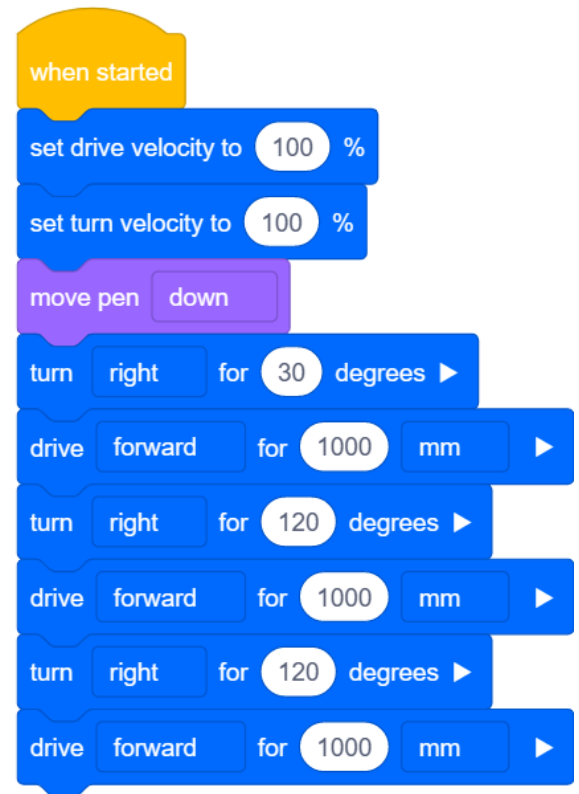 when started
set drive velocity to 100 %
set turn velocity to 100 %
move pen down
turn right for 30 degrees
drive forward for 1000 mm
turn right for 120 degrees
drive forward for 1000 mm
turn right for 120 degrees
drive forward for 1000 mm